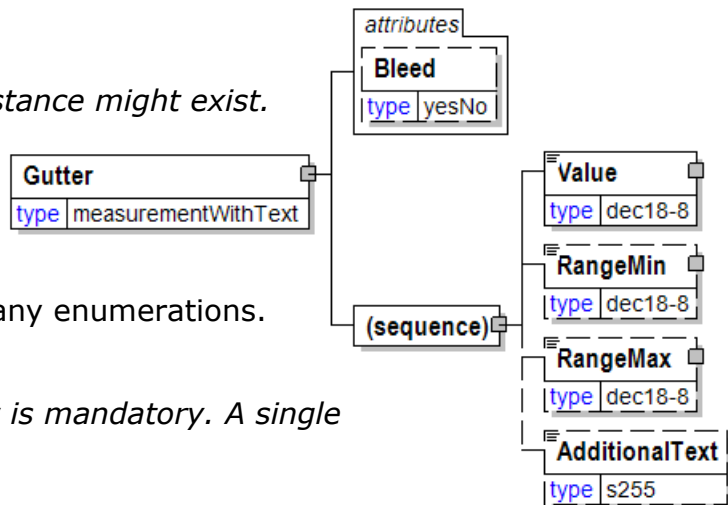 attributes
Bleed
type yesNo
stance might exist.
Gutter
type measurementWithText
Value
type dec18-8
RangeMin
type dec18-8
any enumerations.
(sequence)
RangeMax
type dec18-8
is mandatory. A single
AdditionalText
type s255